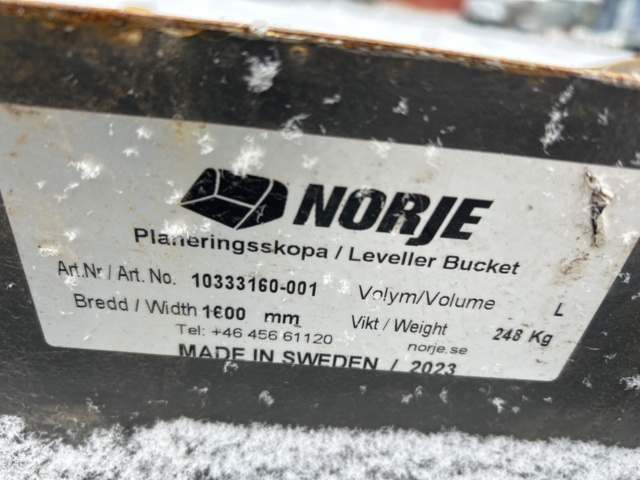 NORJE
Planeringsskopa / Leveller Bucket
Art.Nr / Art. No. 10333160-001 Volym/Volume L
Bredd / Width 1600 mm Vikt / Weight 248 Kg
Tel: +46 456 61120 norje.se
MADE IN SWEDEN / 2023